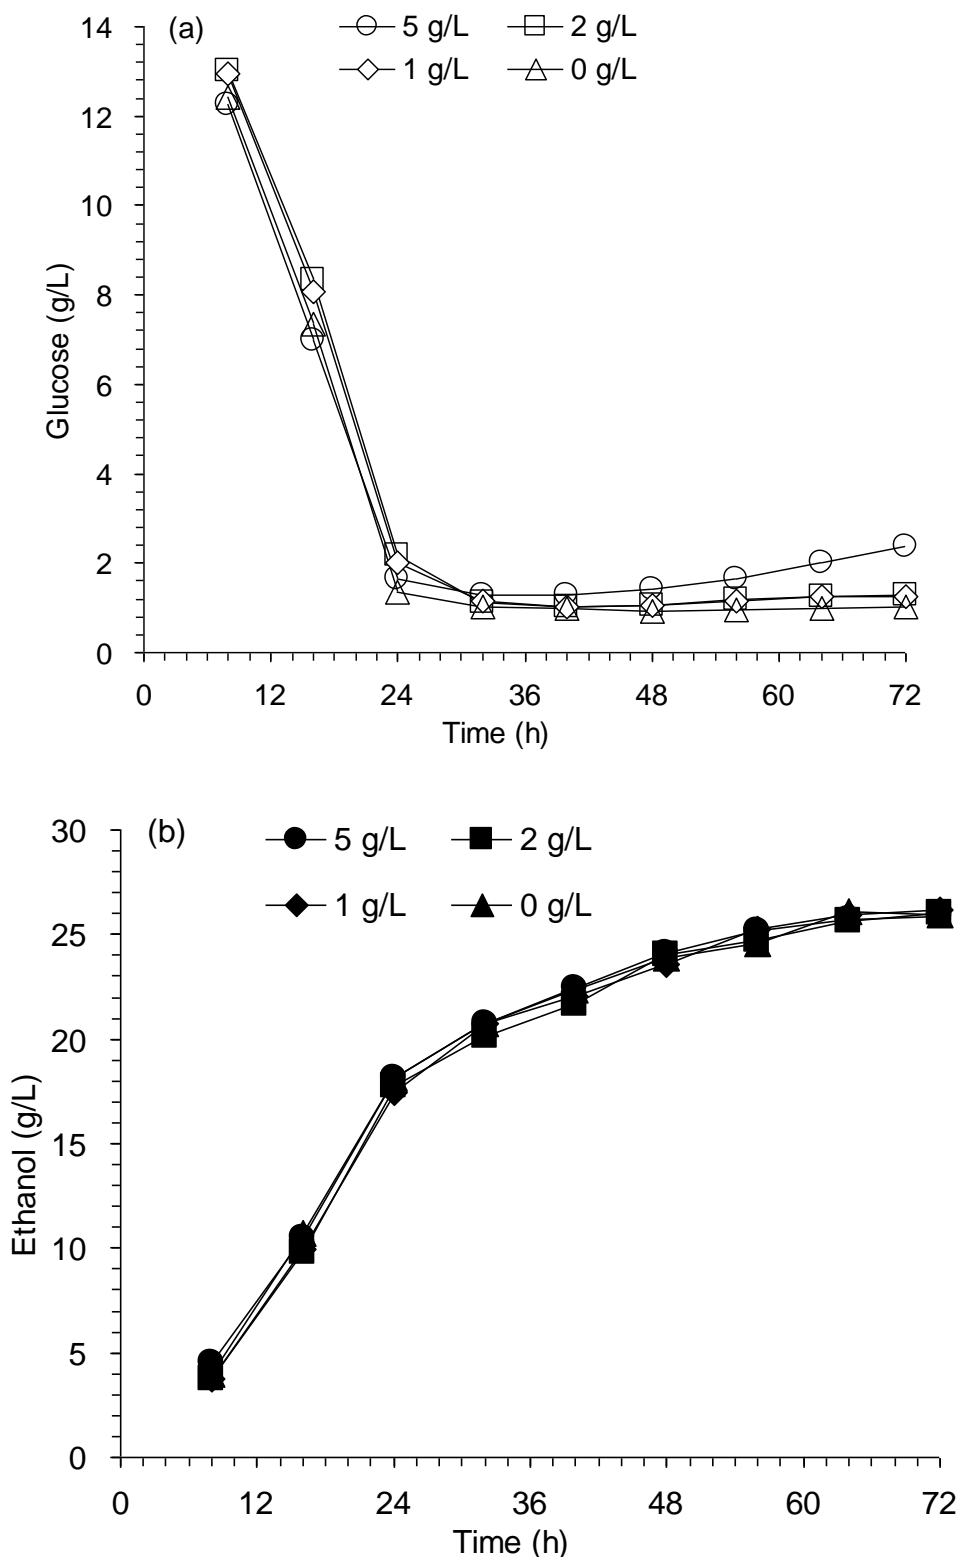 (a)
5 g/L 2 g/L
1 g/L 0 g/L
14
12
10
8
6
4
2
0
Glucose (g/L)
0 12 24 36 48 60 72
Time (h)
(b)
5 g/L 2 g/L
1 g/L 0 g/L
30
25
20
15
10
5
0
Ethanol (g/L)
0 12 24 36 48 60 72
Time (h)